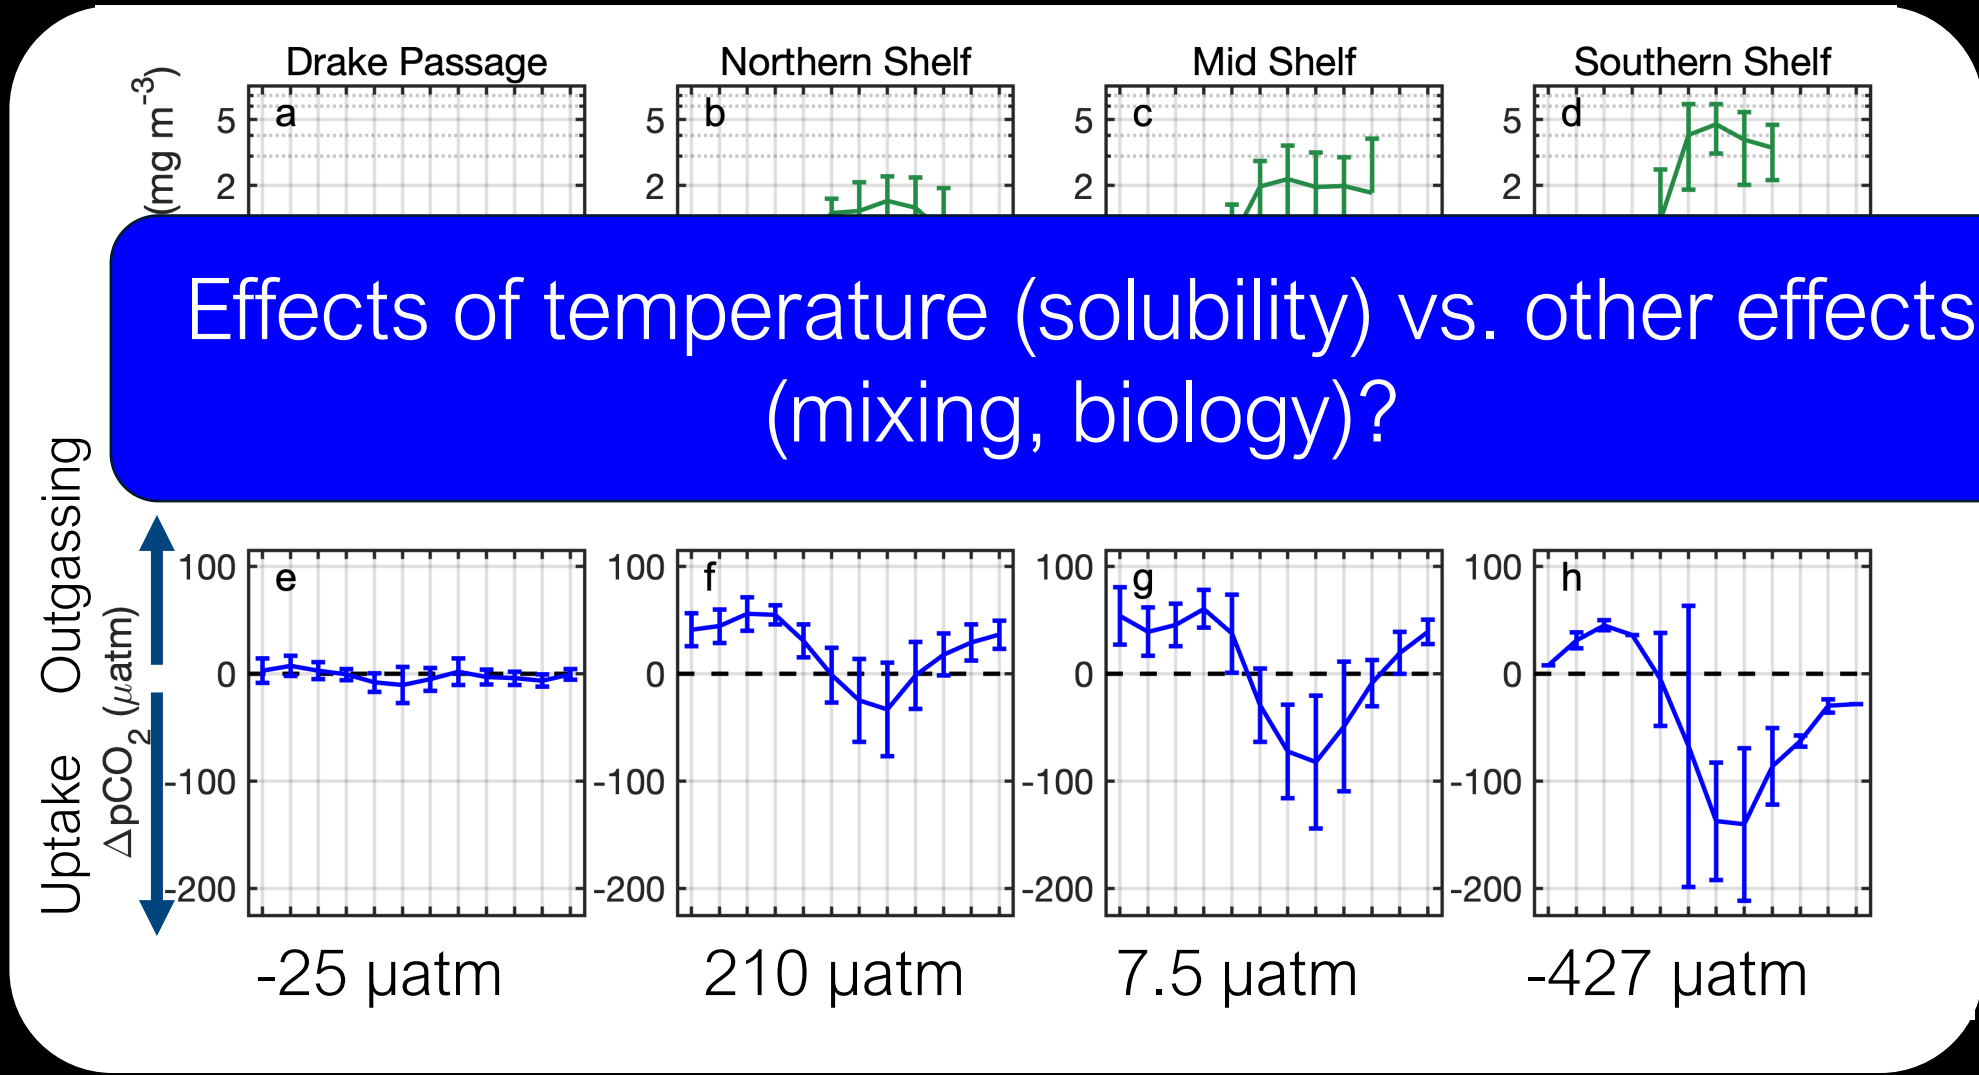 Drake Passage
Northern Shelf
Mid Shelf
Southern Shelf
(mg m⁻³)
5
2
a
5
2
b
5
2
c
5
2
d
Effects of temperature (solubility) vs. other effects
(mixing, biology)?
Outgassing
Uptake
△pCO₂ (μatm)
100
0
-100
-200
e
100
0
-100
-200
f
100
0
-100
-200
g
100
0
-100
-200
h
-25 μatm
210 μatm
7.5 μatm
-427 μatm